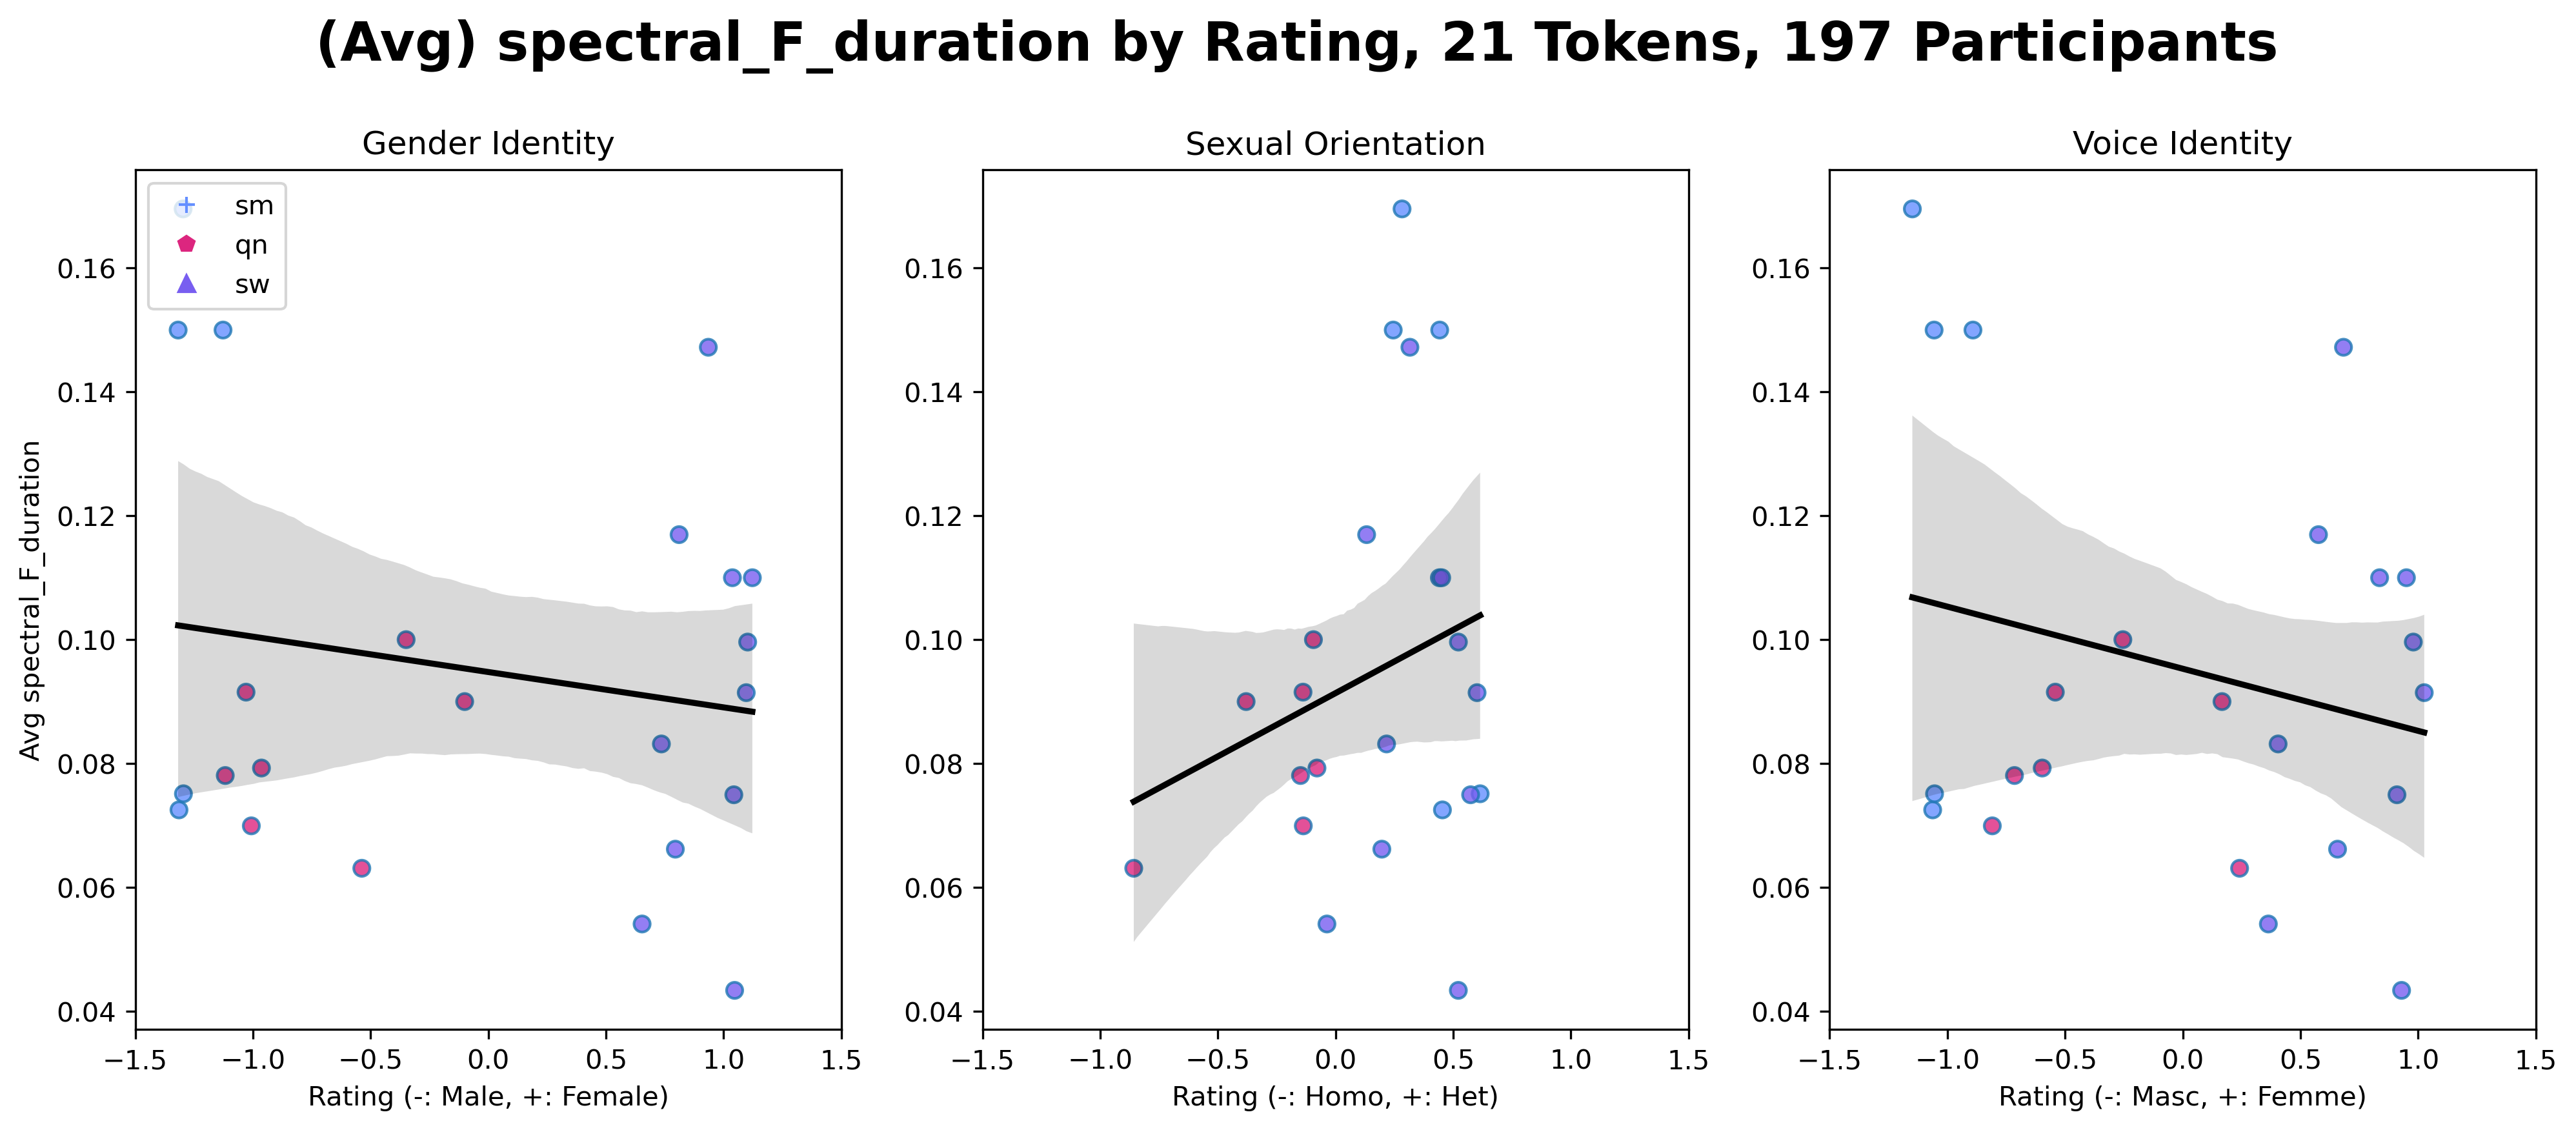 (Avg) spectral_F_duration by Rating, 21 Tokens, 197 Participants
Gender Identity
sm
qn
sw
0.16
0.14
0.12
0.10
0.08
0.06
0.04
Avg spectral_F_duration
−1.5 −1.0 −0.5 0.0 0.5 1.0 1.5
Rating (-: Male, +: Female)
Sexual Orientation
0.16
0.14
0.12
0.10
0.08
0.06
0.04
−1.5 −1.0 −0.5 0.0 0.5 1.0 1.5
Rating (-: Homo, +: Het)
Voice Identity
0.16
0.14
0.12
0.10
0.08
0.06
0.04
−1.5 −1.0 −0.5 0.0 0.5 1.0 1.5
Rating (-: Masc, +: Femme)